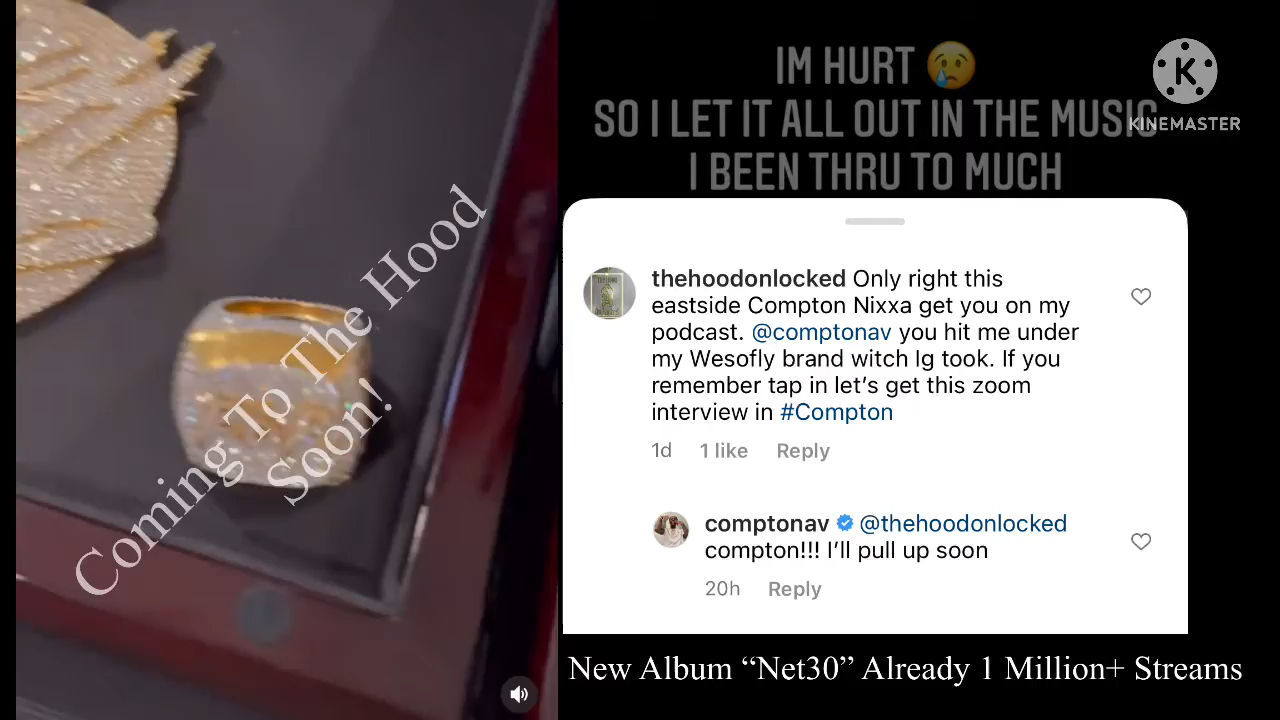 Coming To The Hood
Soon!
IM HURT 😢
SO I LET IT ALL OUT IN THE MUSIC
I BEEN THRU TO MUCH
K
KINEMASTER
thehoodonlocked Only right this
eastside Compton Nixxa get you on my
podcast. @comptonav you hit me under
my Wesofly brand witch Ig took. If you
remember tap in let's get this zoom
interview in #Compton
1d 1 like Reply
comptonav @thehoodonlocked
compton!!! I'll pull up soon
20h Reply
New Album “Net30” Already 1 Million+ Streams